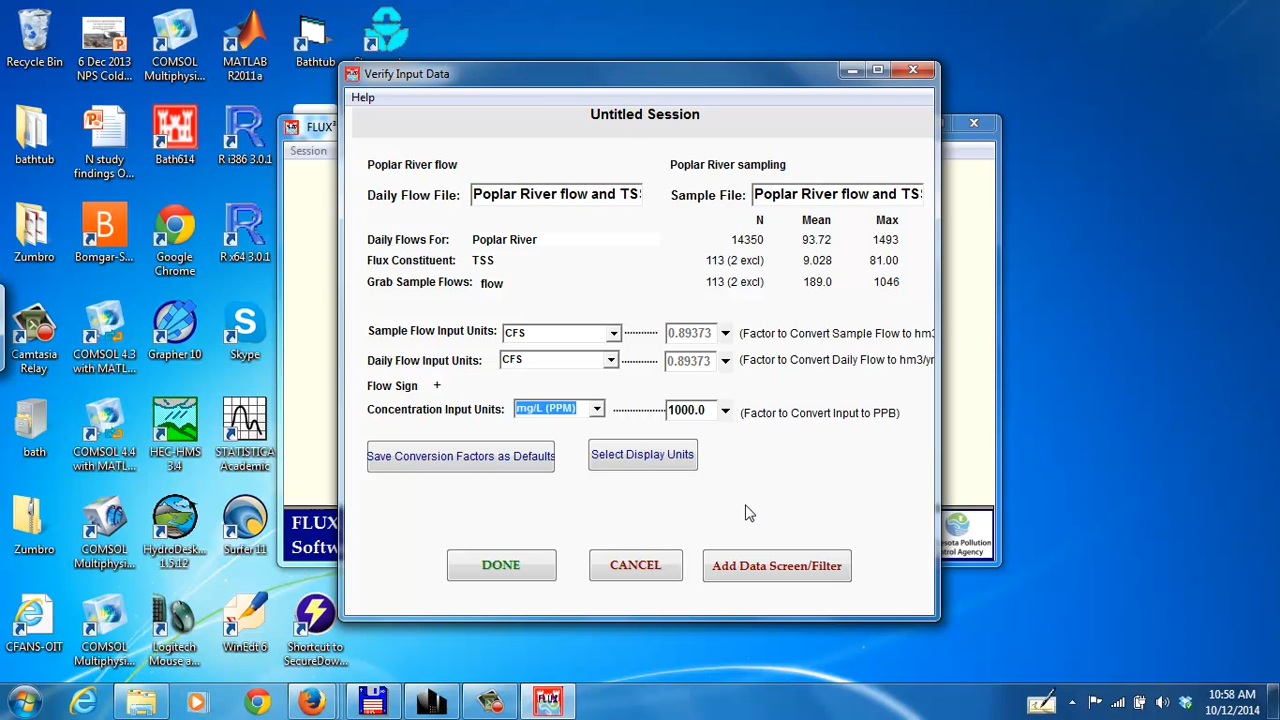 Recycle Bin
6 Dec 2013
NPS Cold...
COMSOL
Multiphysi...
MATLAB
R2011a
Bathtub
bathtub
N study
findings O...
Bath614
R i386 3.0.1
Zumbro
Bomgar-S...
Google
Chrome
R x64 3.0.1
Camtasia
Relay
COMSOL 4.3
with MATL...
Grapher 10
Skype
bath
COMSOL 4.4
with MATL...
HEC-HMS
3.4
STATISTICA
Academic
Zumbro
COMSOL
Multiphysi...
HydroDesk...
1.5.12
Surfer 11
CFANS-OIT
COMSOL
Multiphysi...
Logitech
Mouse a...
WinEdt 6
Shortcut to
SecureDow...
FLUX
Session
FLUX
Softw
esota Pollution
ntrol Agency
Verify Input Data
Help
Untitled Session
Poplar River flow
Poplar River sampling
Daily Flow File: Poplar River flow and TS
Sample File: Poplar River flow and TS
N Mean Max
Daily Flows For: Poplar River 14350 93.72 1493
Flux Constituent: TSS 113 (2 excl) 9.028 81.00
Grab Sample Flows: flow 113 (2 excl) 189.0 1046
Sample Flow Input Units: CFS ........... 0.89373 (Factor to Convert Sample Flow to hm3
Daily Flow Input Units: CFS ............ 0.89373 (Factor to Convert Daily Flow to hm3/yr
Flow Sign +
Concentration Input Units: mg/L (PPM) ................. 1000.0 (Factor to Convert Input to PPB)
Save Conversion Factors as Defaults
Select Display Units
DONE
CANCEL
Add Data Screen/Filter
FLUX
10:58 AM
10/12/2014